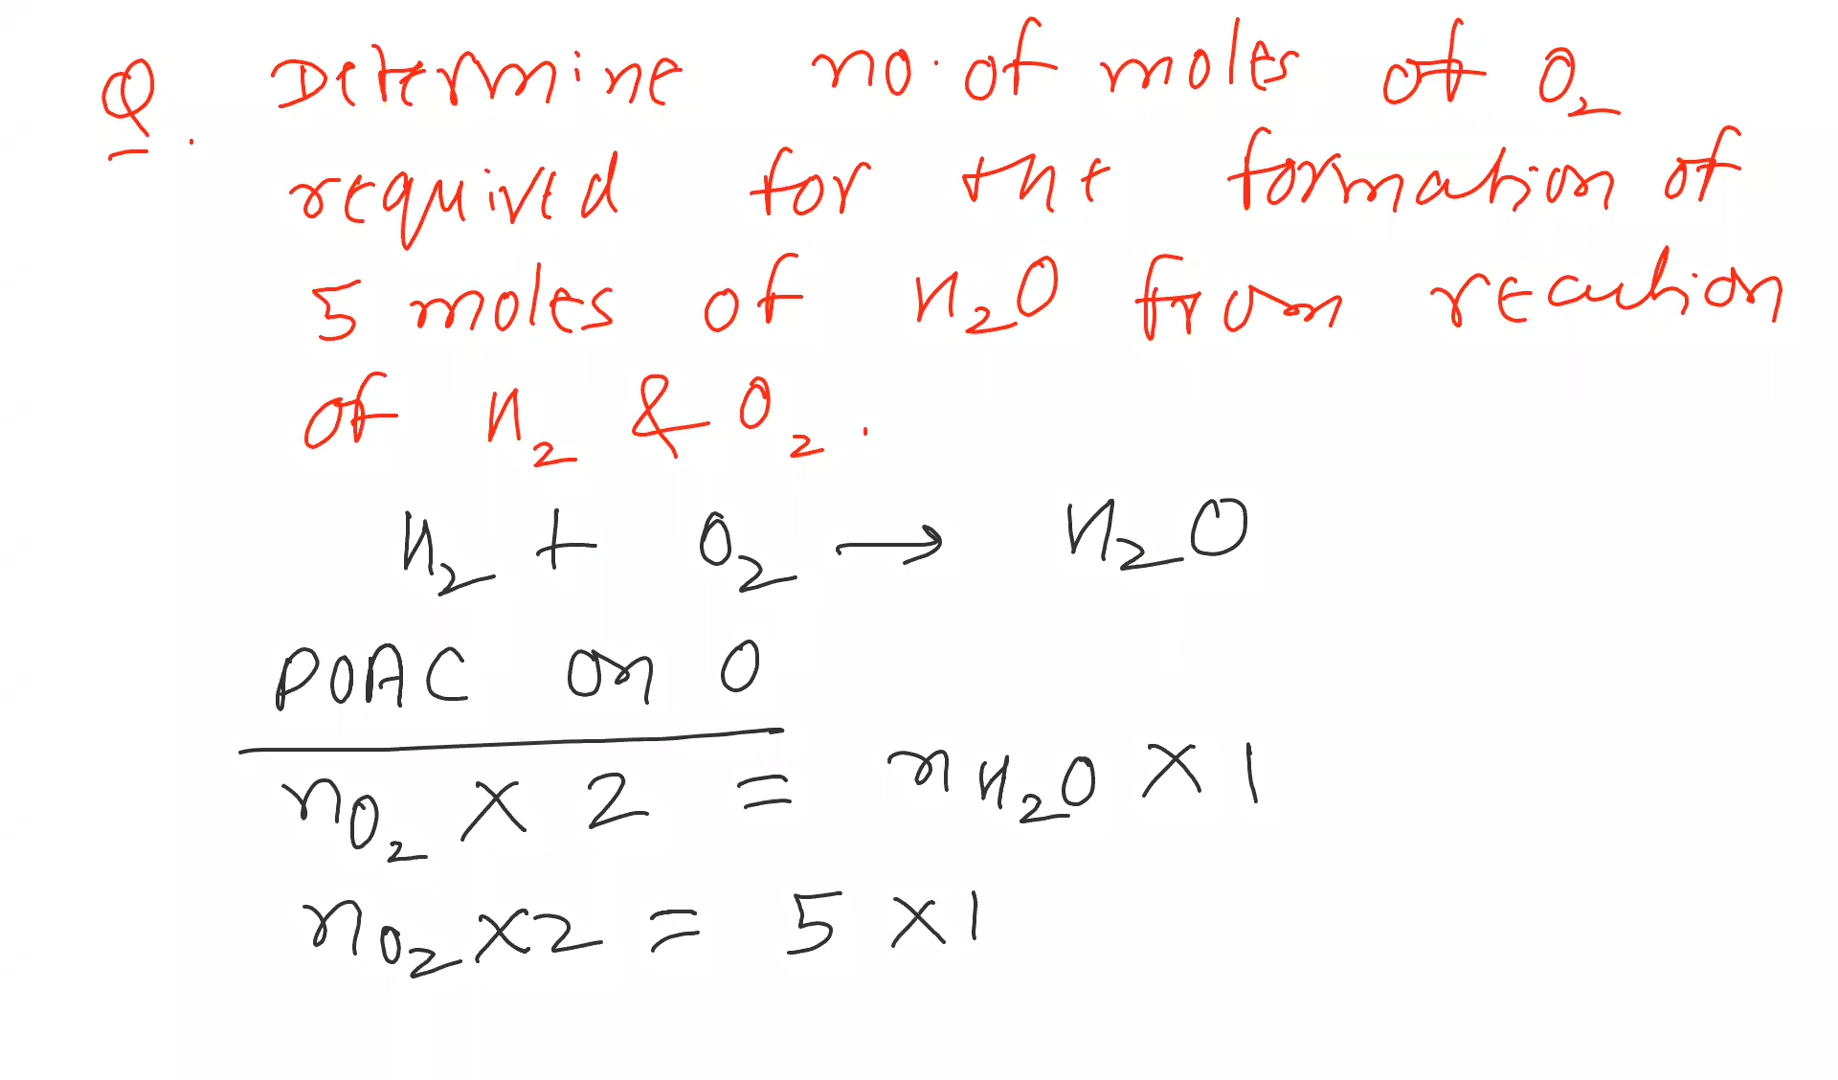 Q. Determine no. of moles of O2
required for the formation of
5 moles of H2O from reaction
of H2 & O2.
H2 + O2 → H2O
POAC on O
nO2 × 2 = nH2O × 1
nO2 × 2 = 5 × 1